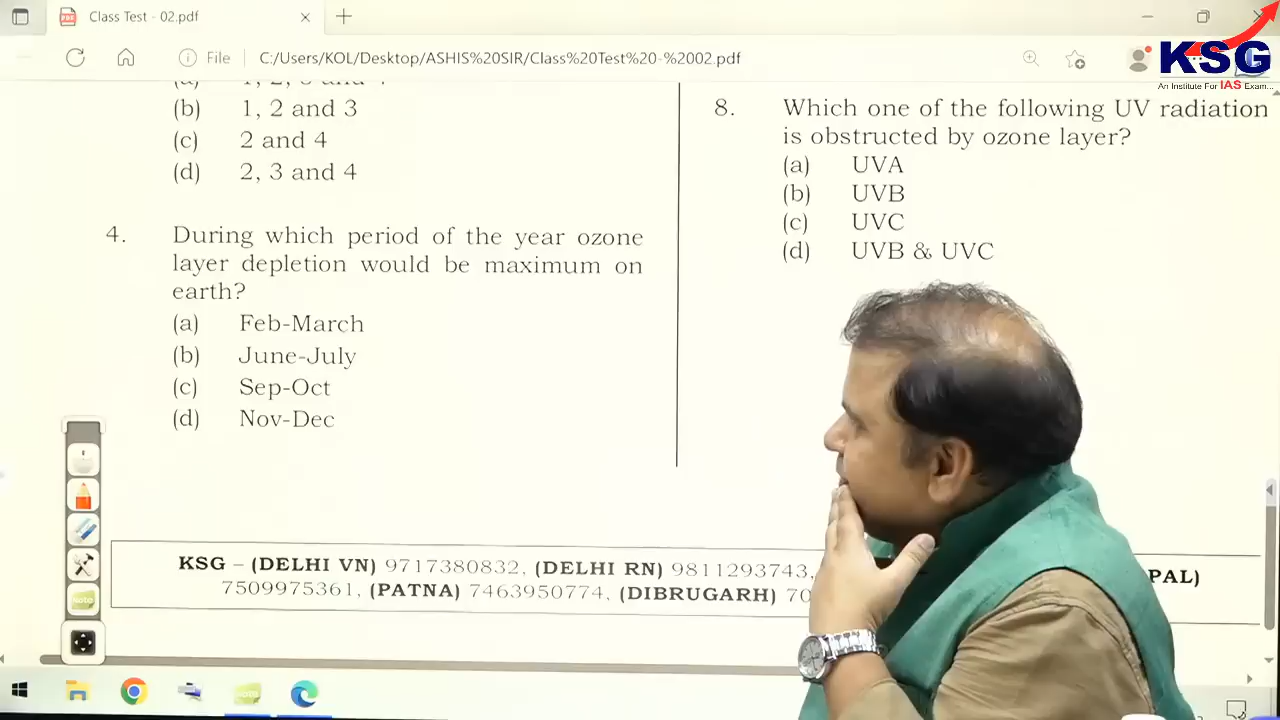 Class Test - 02.pdf
File
C:/Users/KOL/Desktop/ASHIS%20SIR/Class%20Test%20-%2002.pdf
KSG
An Institute For IAS Exam...
(b) 1, 2 and 3
(c) 2 and 4
(d) 2, 3 and 4
4. During which period of the year ozone
layer depletion would be maximum on
earth?
(a) Feb-March
(b) June-July
(c) Sep-Oct
(d) Nov-Dec
8. Which one of the following UV radiation
is obstructed by ozone layer?
(a) UVA
(b) UVB
(c) UVC
(d) UVB & UVC
KSG – (DELHI VN) 9717380832, (DELHI RN) 9811293743,
7509975361, (PATNA) 7463950774, (DIBRUGARH) 70
PAL)